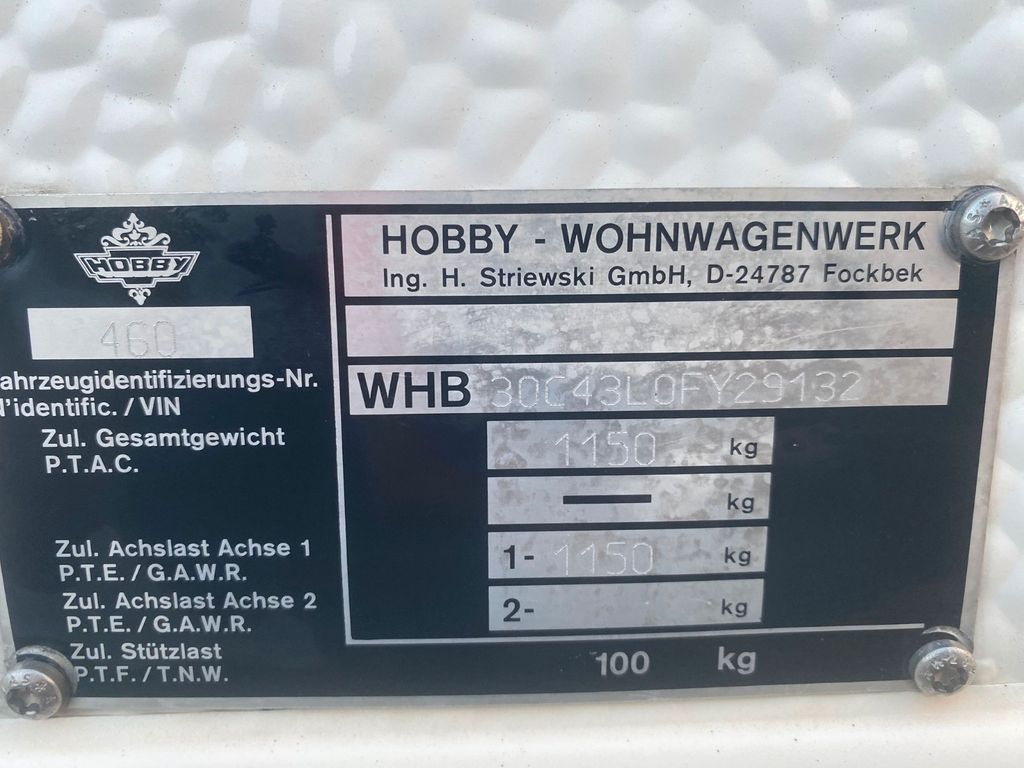 HOBBY
460
HOBBY - WOHNWAGENWERK
Ing. H. Striewski GmbH, D-24787 Fockbek
ahrzeugidentifizierungs-Nr.
d'identific. / VIN
WHB 30C43L0FY29132
Zul. Gesamtgewicht
P.T.A.C.
1150 kg
kg
Zul. Achslast Achse 1
P.T.E. / G.A.W.R.
1- 1150 kg
Zul. Achslast Achse 2
P.T.E. / G.A.W.R.
2- kg
Zul. Stützlast
P.T.F. / T.N.W.
100 kg